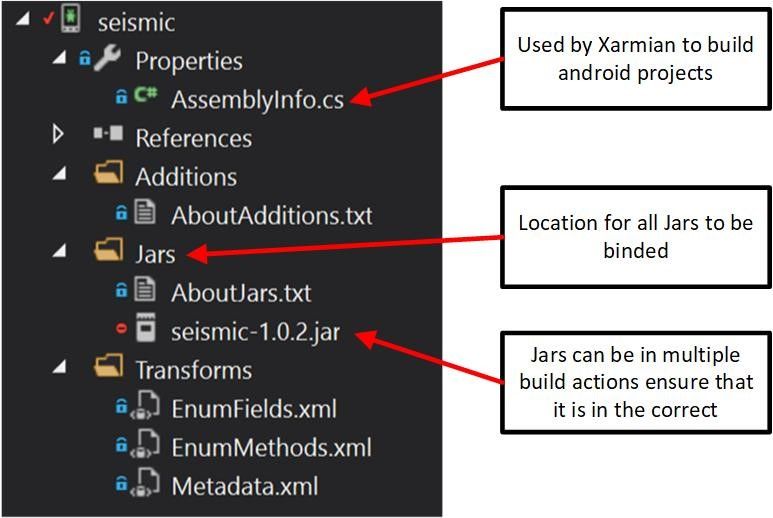 seismic
Properties
C# AssemblyInfo.cs
References
Additions
AboutAdditions.txt
Jars
AboutJars.txt
seismic-1.0.2.jar
Transforms
EnumFields.xml
EnumMethods.xml
Metadata.xml
Used by Xarmian to build
android projects
Location for all Jars to be
binded
Jars can be in multiple
build actions ensure that
it is in the correct